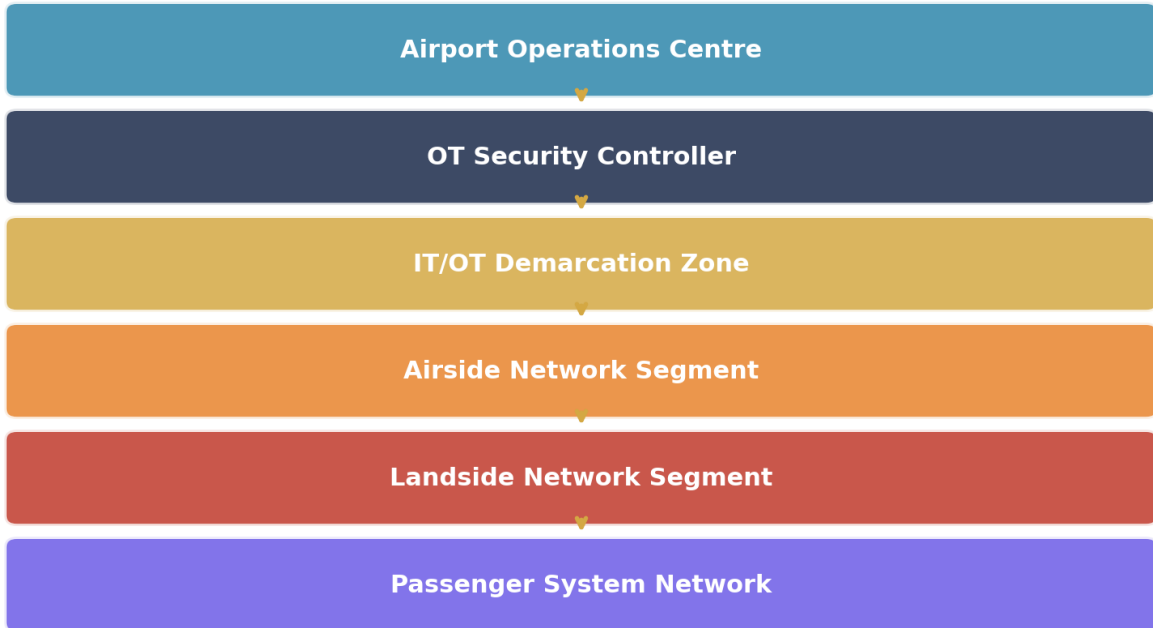 Airport Operations Centre
OT Security Controller
IT/OT Demarcation Zone
Airside Network Segment
Landside Network Segment
Passenger System Network